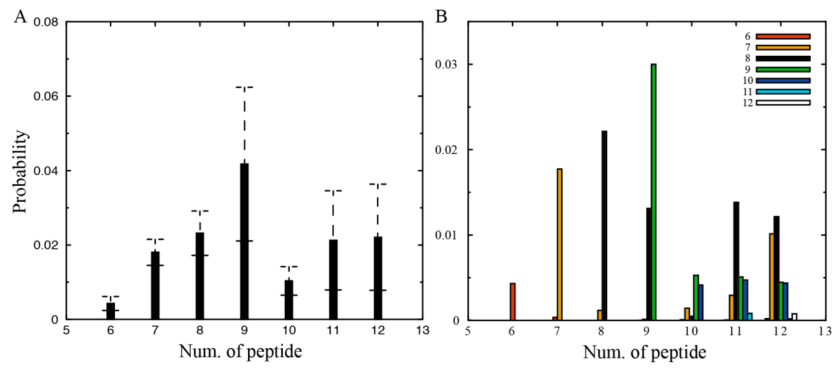 A
Probability
0.08
0.06
0.04
0.02
0
5 6 7 8 9 10 11 12 13
Num. of peptide
B
0.03
0.02
0.01
0
6
7
8
9
10
11
12
5 6 7 8 9 10 11 12 13
Num. of peptide